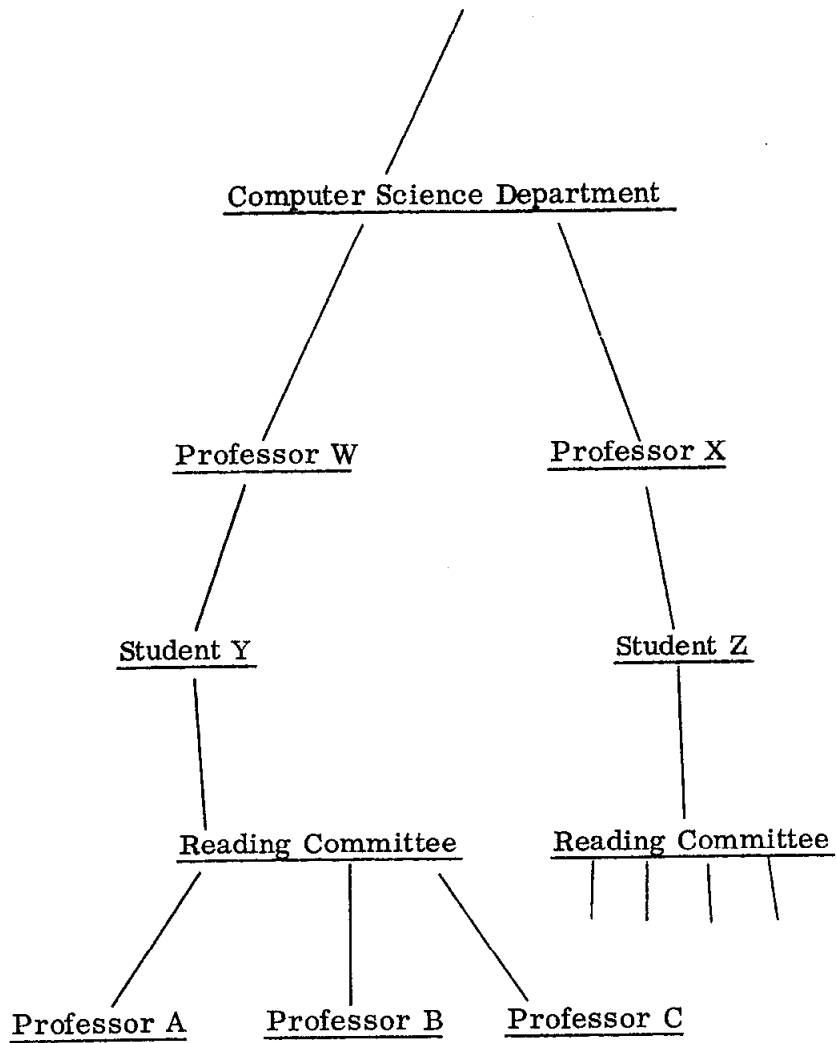 Computer Science Department
Professor W
Professor X
Student Y
Student Z
Reading Committee
Reading Committee
Professor A
Professor B
Professor C